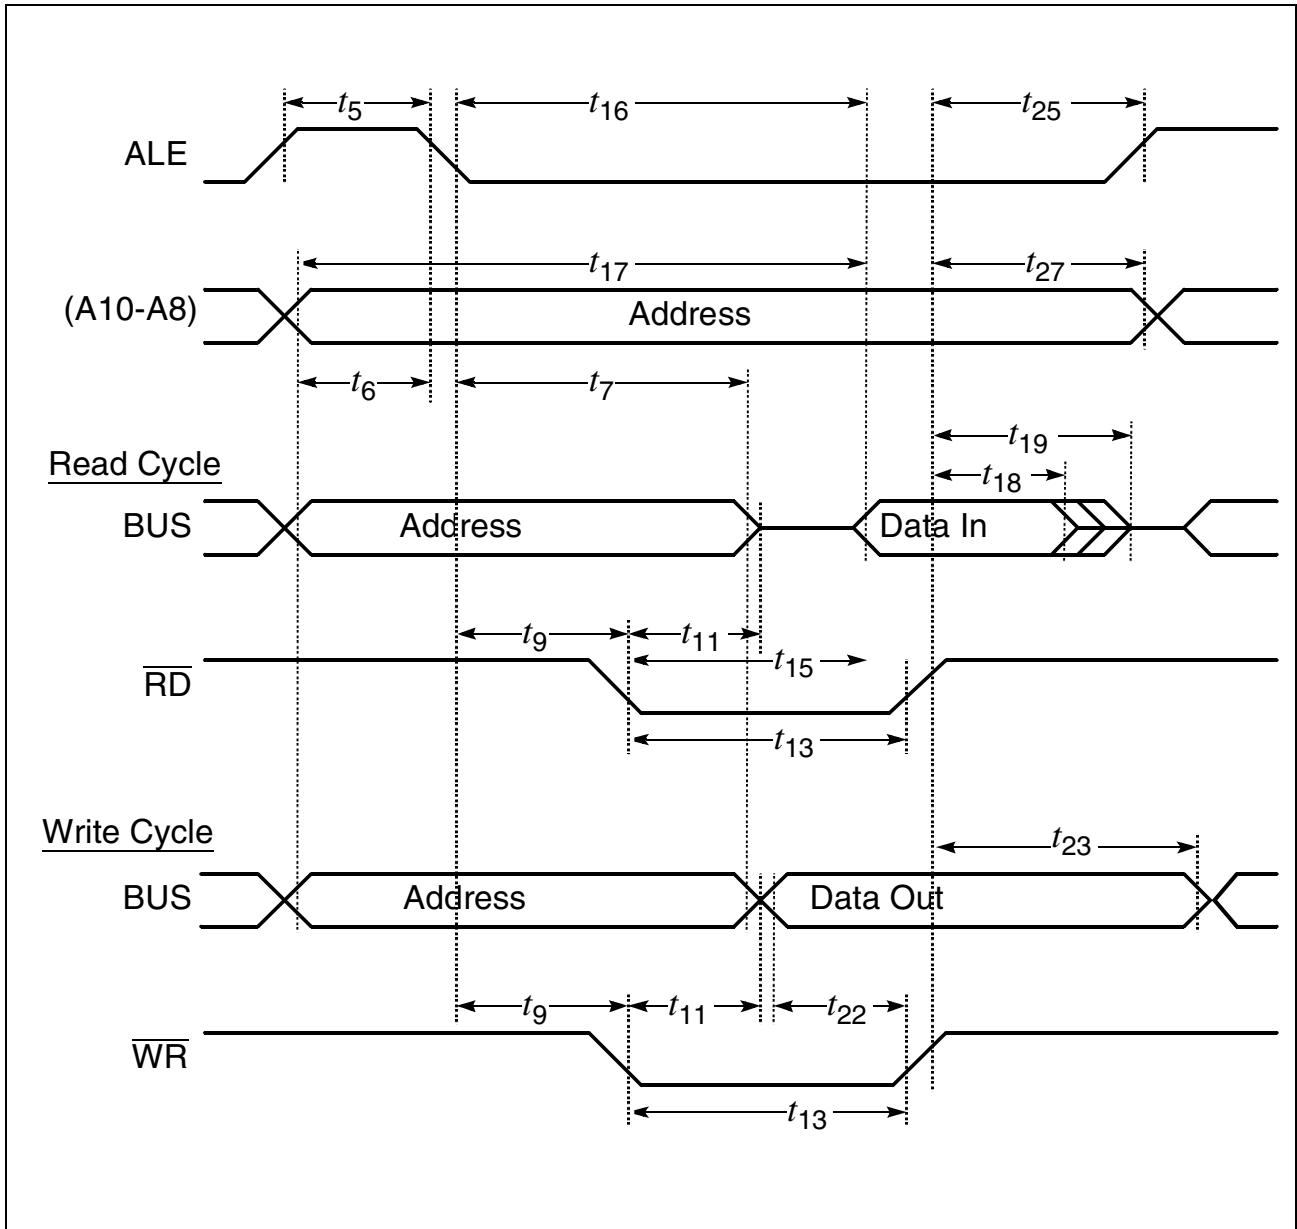 t5 t16 t25
ALE
t17 t27
(A10-A8) Address
t6 t7
t19
Read Cycle t18
BUS Address Data In
t9 t11
RD t15
t13
Write Cycle t23
BUS Address Data Out
t9 t11 t22
WR
t13